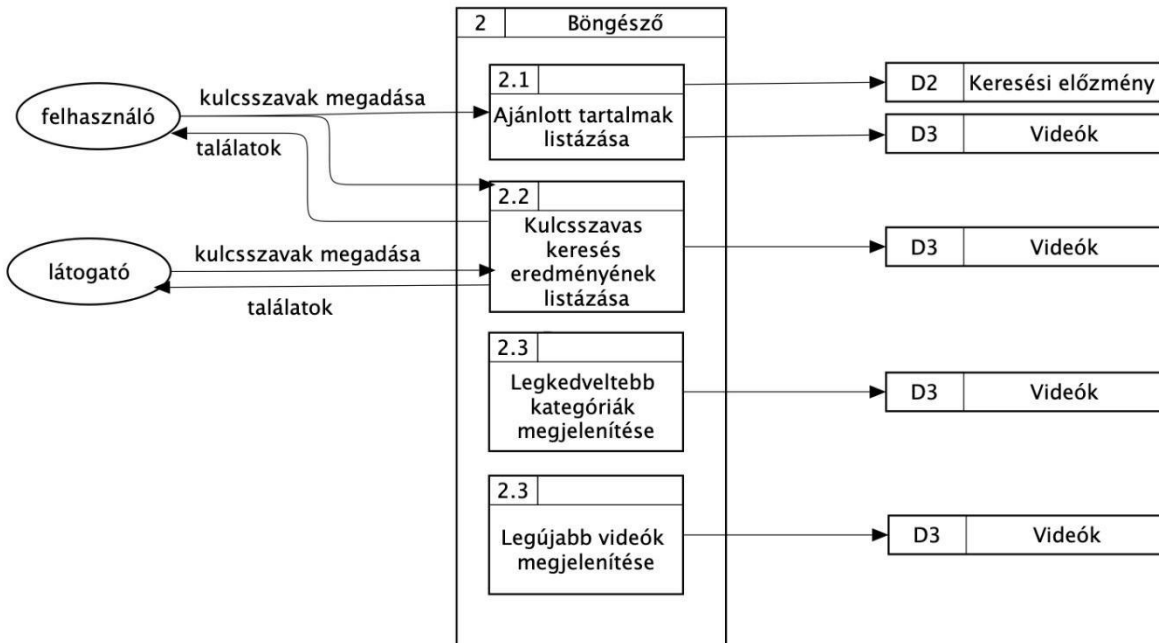 2 Böngésző
2.1
D2 Keresési előzmény
felhasználó
kulcsszavak megadása
Ajánlott tartalmak
listázása
D3 Videók
találatok
2.2
Kulcsszavas
keresés
eredményének
listázása
D3 Videók
látogató
kulcsszavak megadása
találatok
2.3
Legkedveltebb
kategóriák
megjelenítése
D3 Videók
2.3
Legújabb videók
megjelenítése
D3 Videók